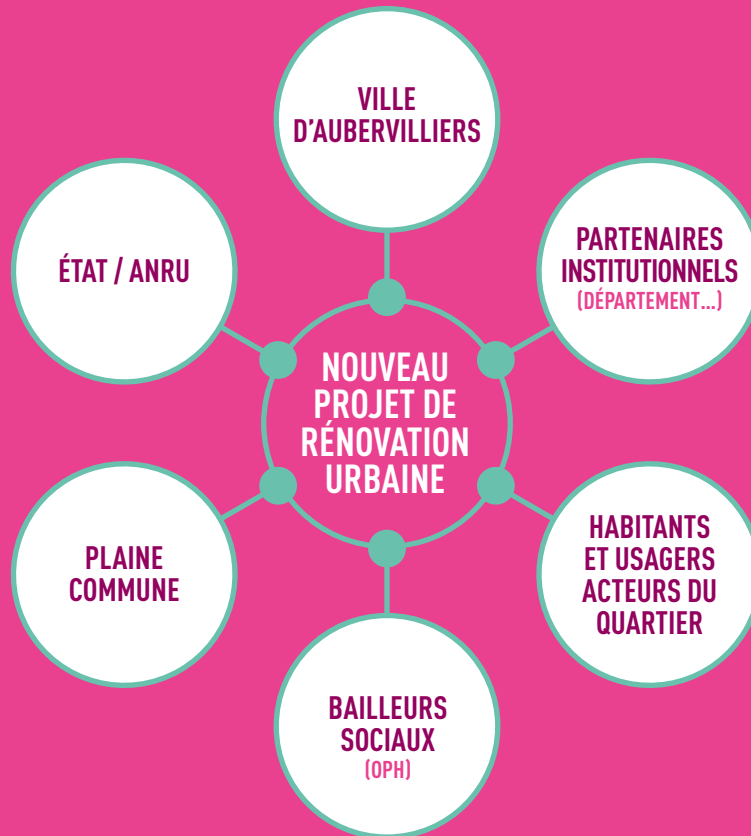 VILLE
D'AUBERVILLIERS
ÉTAT / ANRU
PARTENAIRES
INSTITUTIONNELS
(DÉPARTEMENT...)
NOUVEAU
PROJET DE
RÉNOVATION
URBAINE
PLAINE
COMMUNE
HABITANTS
ET USAGERS
ACTEURS DU
QUARTIER
BAILLEURS
SOCIAUX
(OPH)